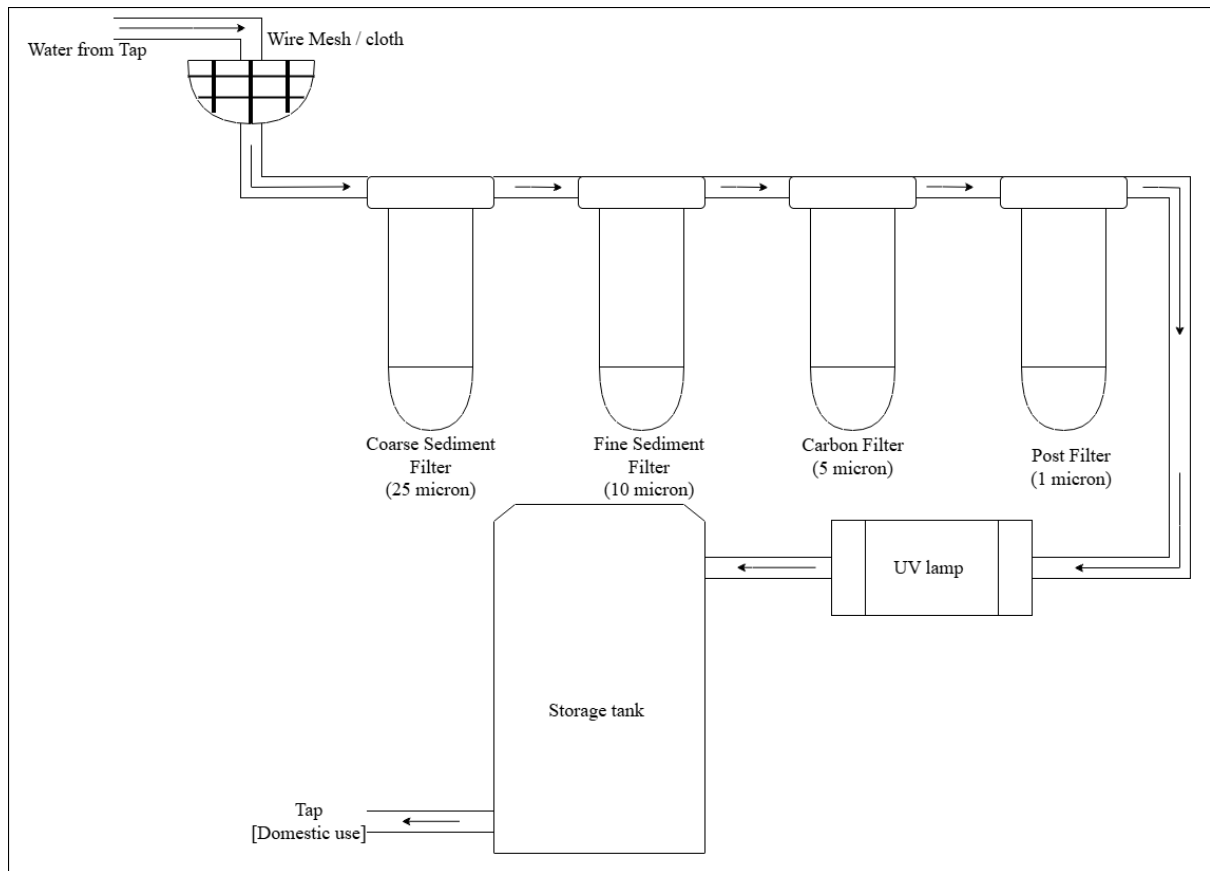 Water from Tap
Wire Mesh / cloth
Coarse Sediment
Filter
(25 micron)
Fine Sediment
Filter
(10 micron)
Carbon Filter
(5 micron)
Post Filter
(1 micron)
UV lamp
Storage tank
Tap
[Domestic use]